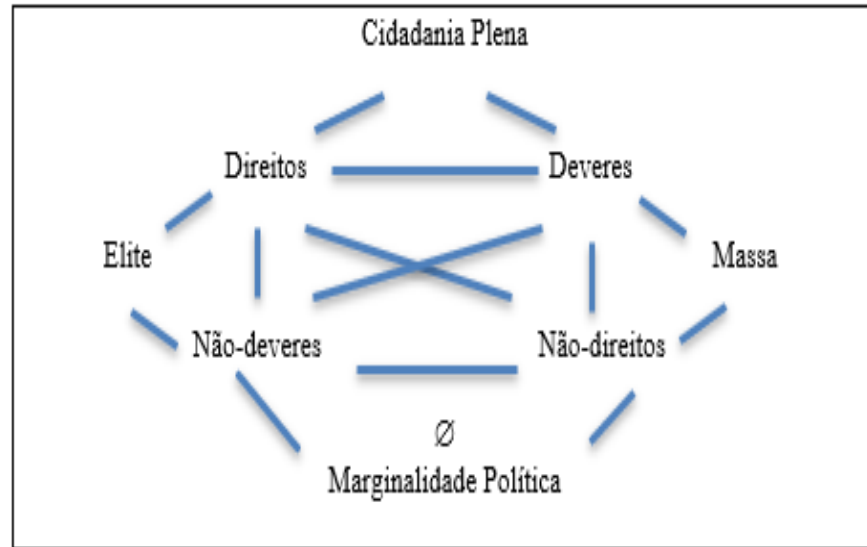 Cidadania Plena
Direitos Deveres
Elite Massa
Não-deveres Não-direitos
∅
Marginalidade Política